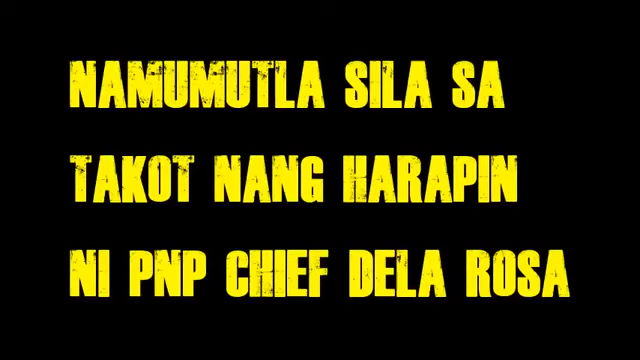 NAMUMUTLA SILA SA
TAKOT NANG HARAPIN
NI PNP CHIEF DELA ROSA